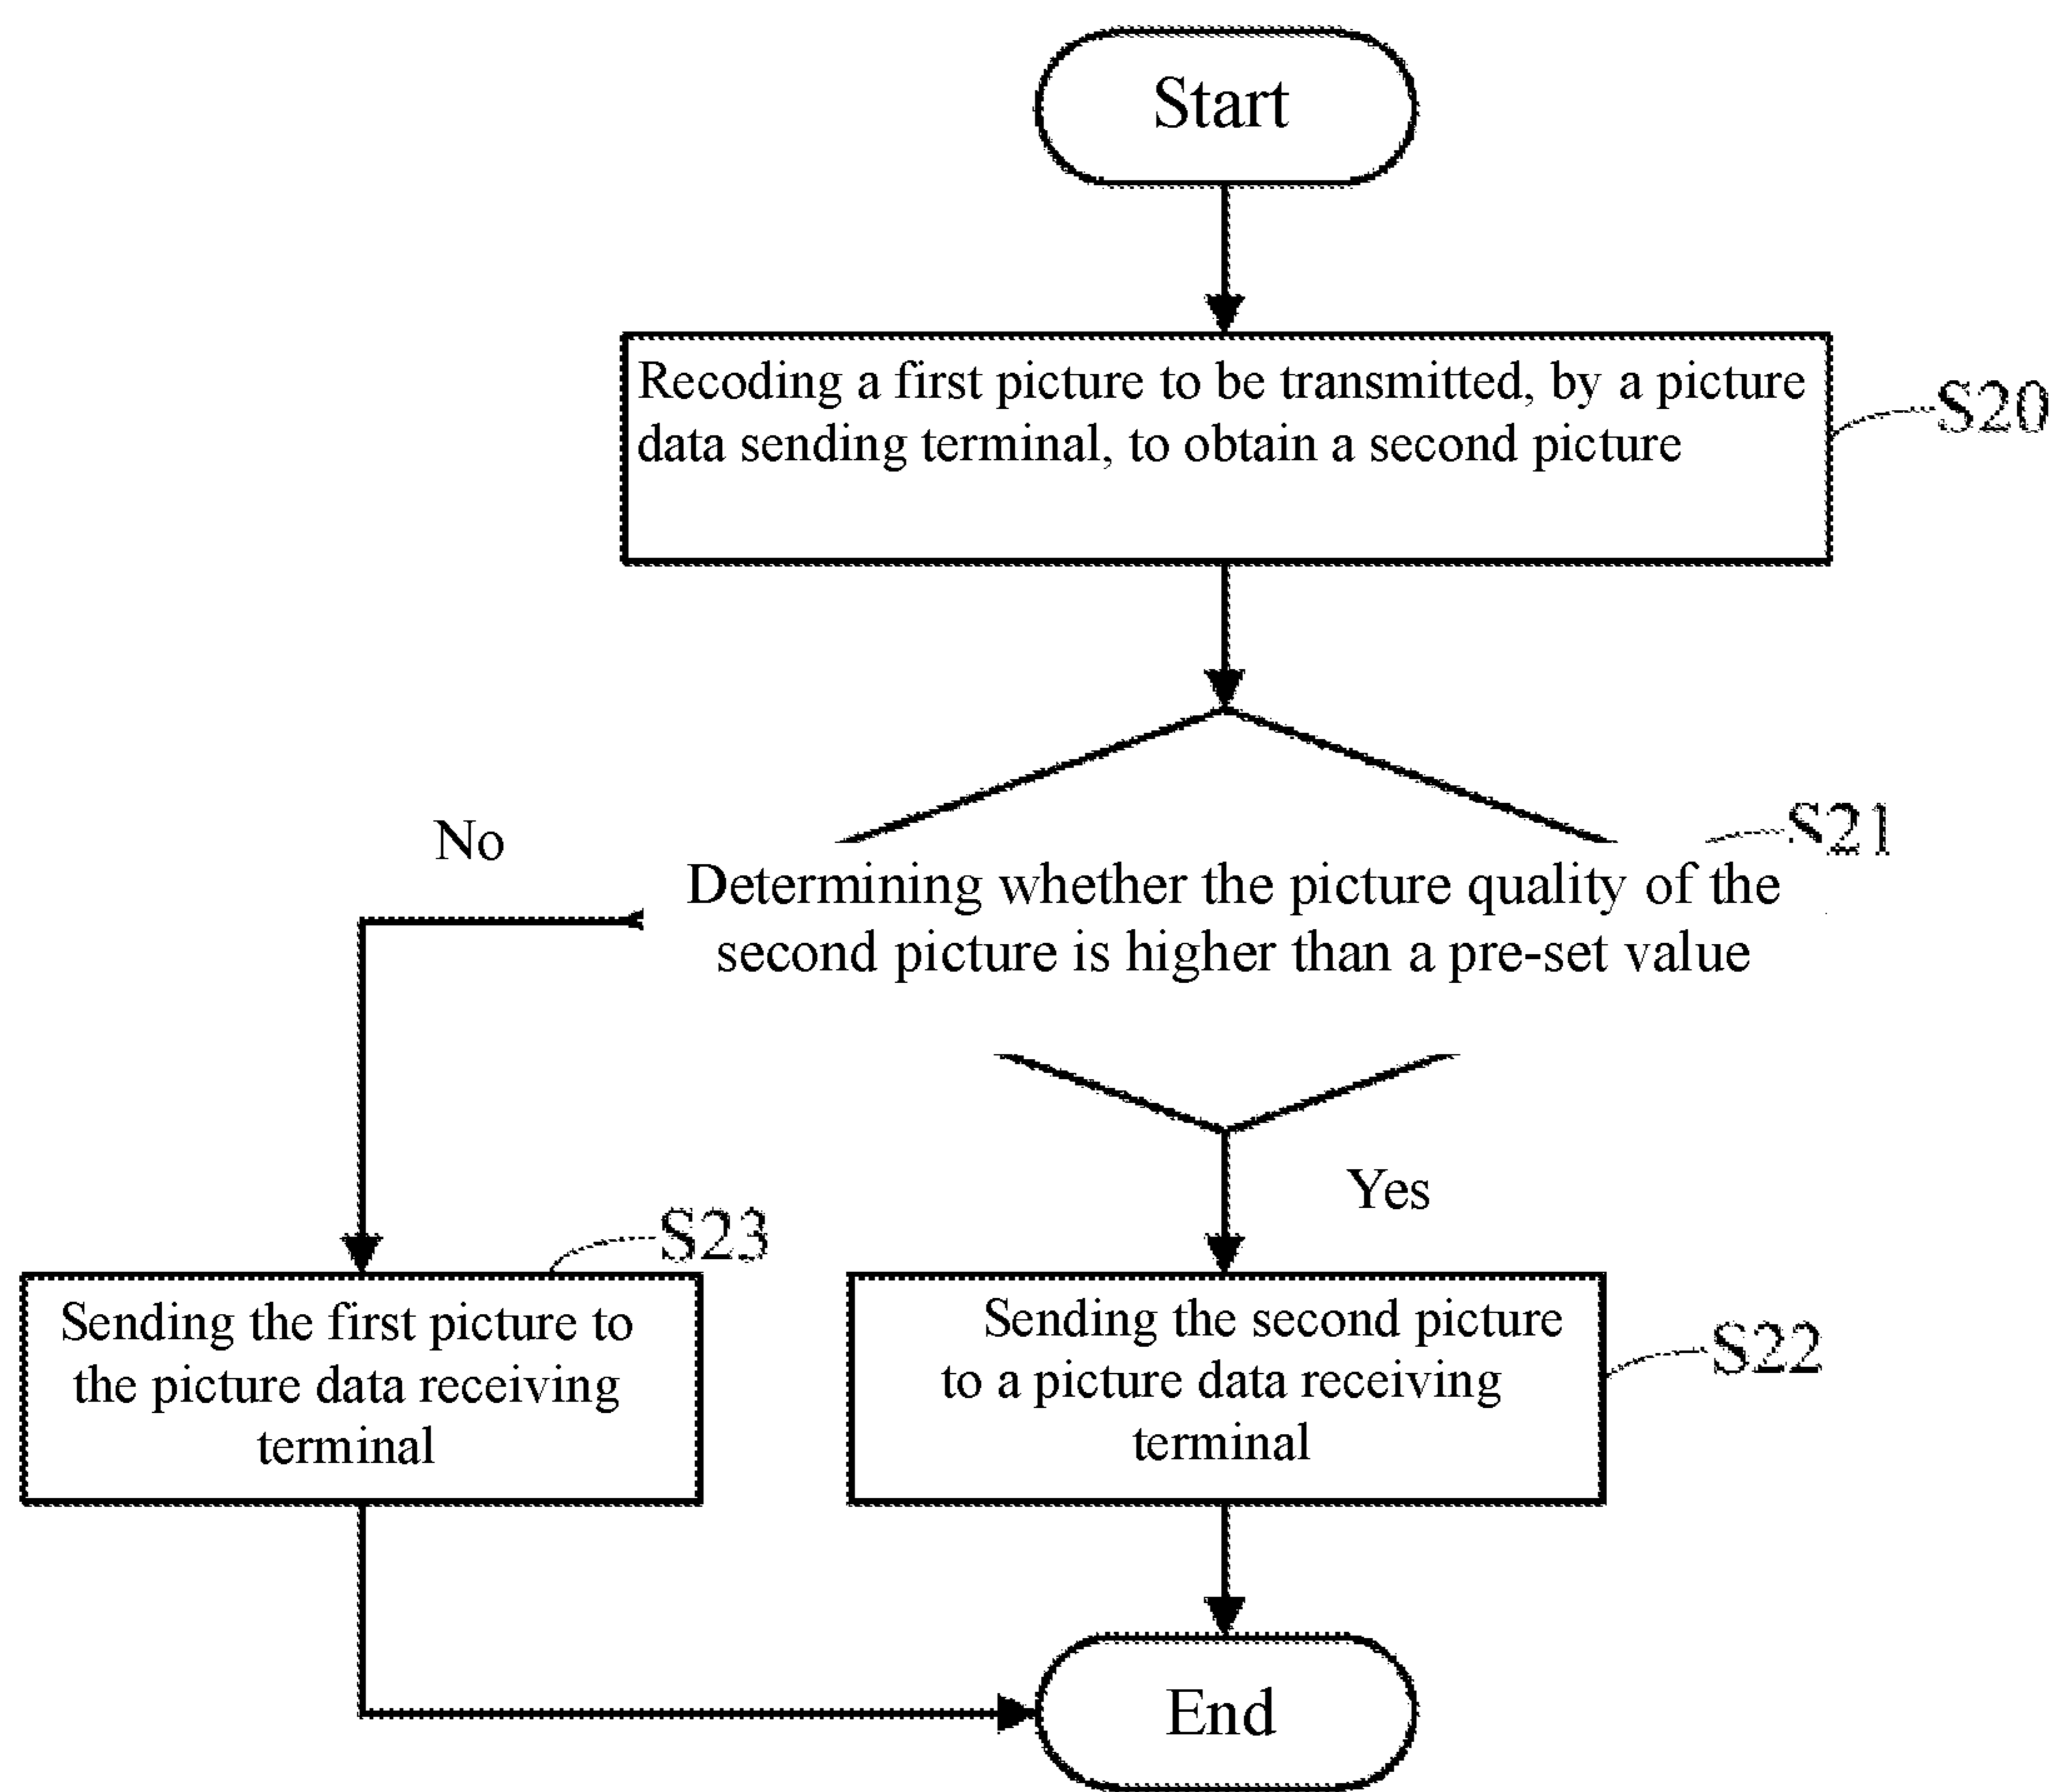 Start
Recoding a first picture to be transmitted, by a picture
data sending terminal, to obtain a second picture
S20
No
S21
Determining whether the picture quality of the
second picture is higher than a pre-set value
Yes
S23
Sending the first picture to
the picture data receiving
terminal
Sending the second picture
to a picture data receiving
terminal
S22
End